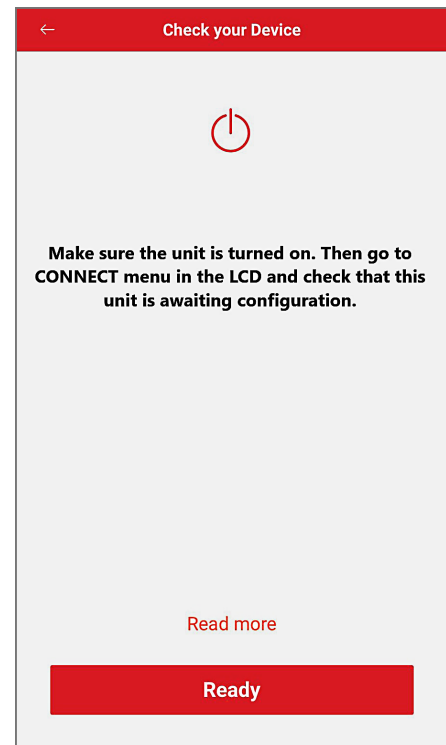 Check your Device
Make sure the unit is turned on. Then go to
CONNECT menu in the LCD and check that this
unit is awaiting configuration.
Read more
Ready